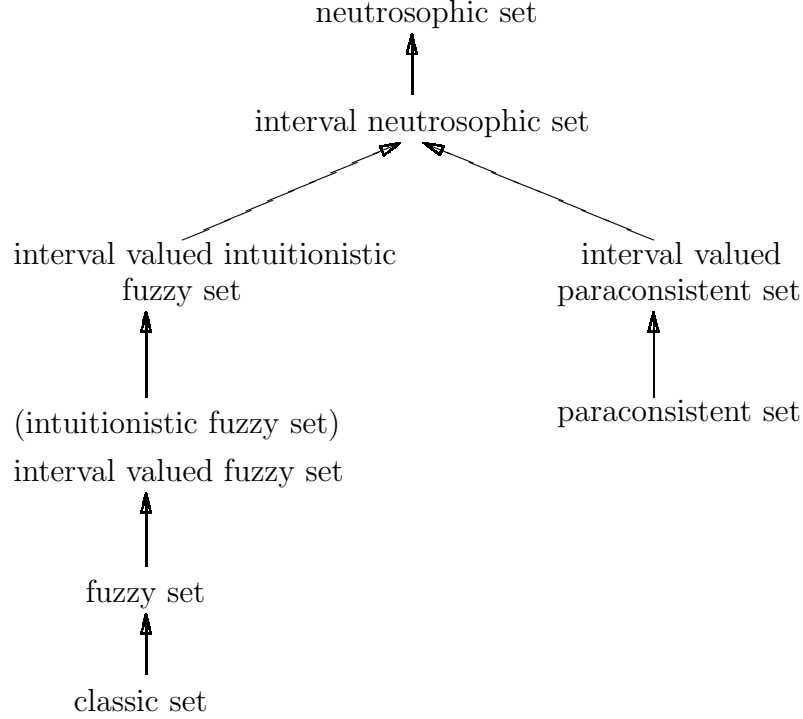 neutrosophic set
interval neutrosophic set
interval valued intuitionistic
fuzzy set
interval valued
paraconsistent set
(intuitionistic fuzzy set)
paraconsistent set
interval valued fuzzy set
fuzzy set
classic set